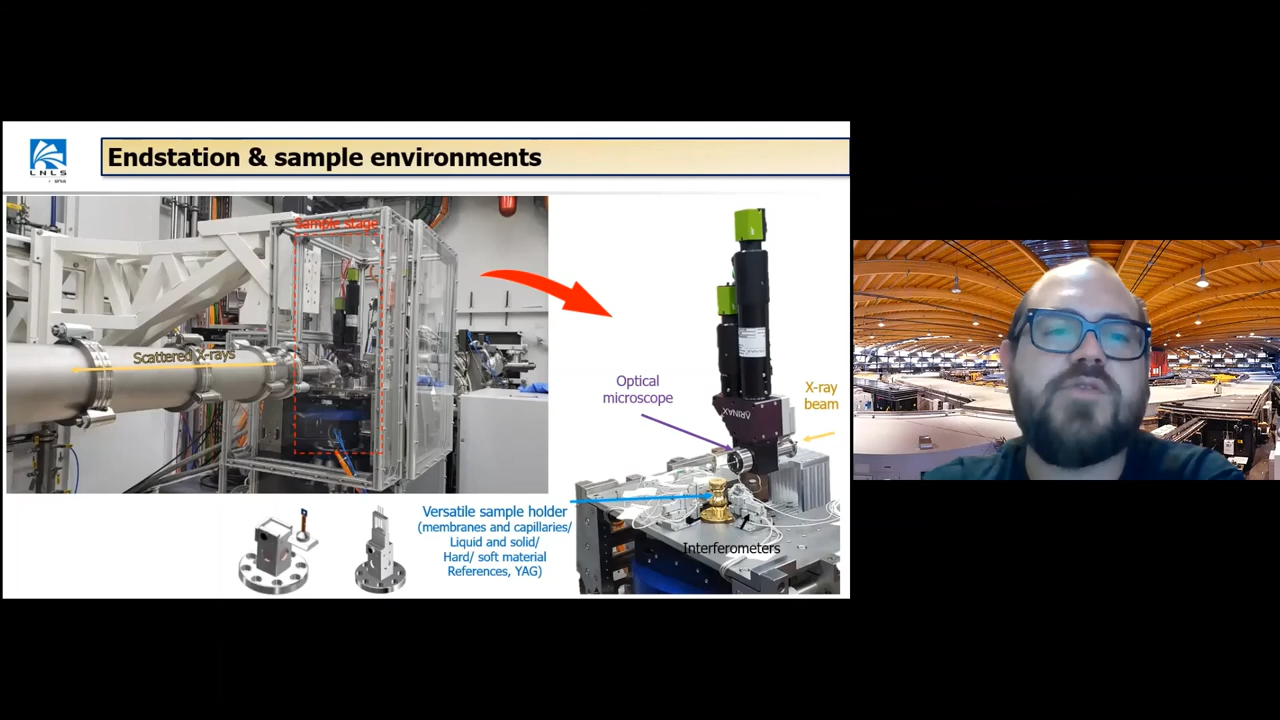 LNLS
Endstation & sample environments
Sample stage
Scattered X-rays
Optical
microscope
X-ray
beam
ARINAX
Versatile sample holder
(membranes and capillaries/
Liquid and solid/
Hard/ soft material
References, YAG)
Interferometers